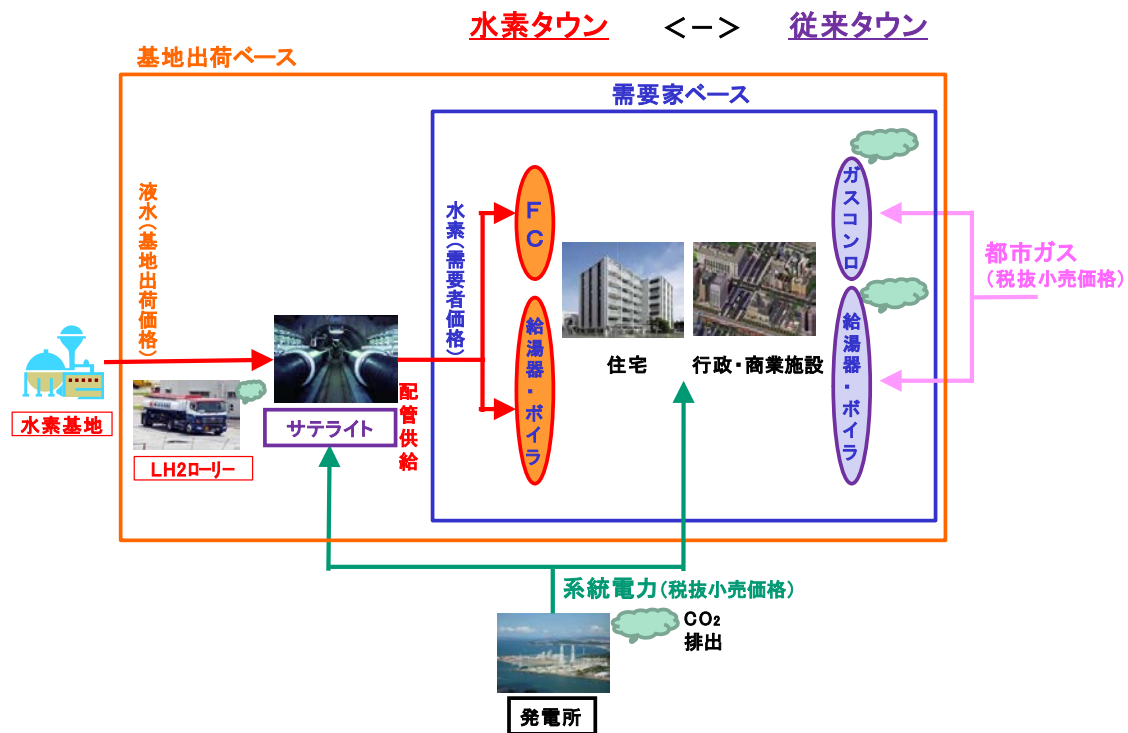 水素タウン <-> 従来タウン
基地出荷ベース
需要家ベース
液水(基地出荷価格)
水素(需要者価格)
FC
ガスコンロ
都市ガス
(税抜小売価格)
給湯器・ボイラ
給湯器・ボイラ
住宅
行政・商業施設
水素基地
サテライト
配管供給
LH2ローリー
系統電力(税抜小売価格)
CO₂
排出
発電所